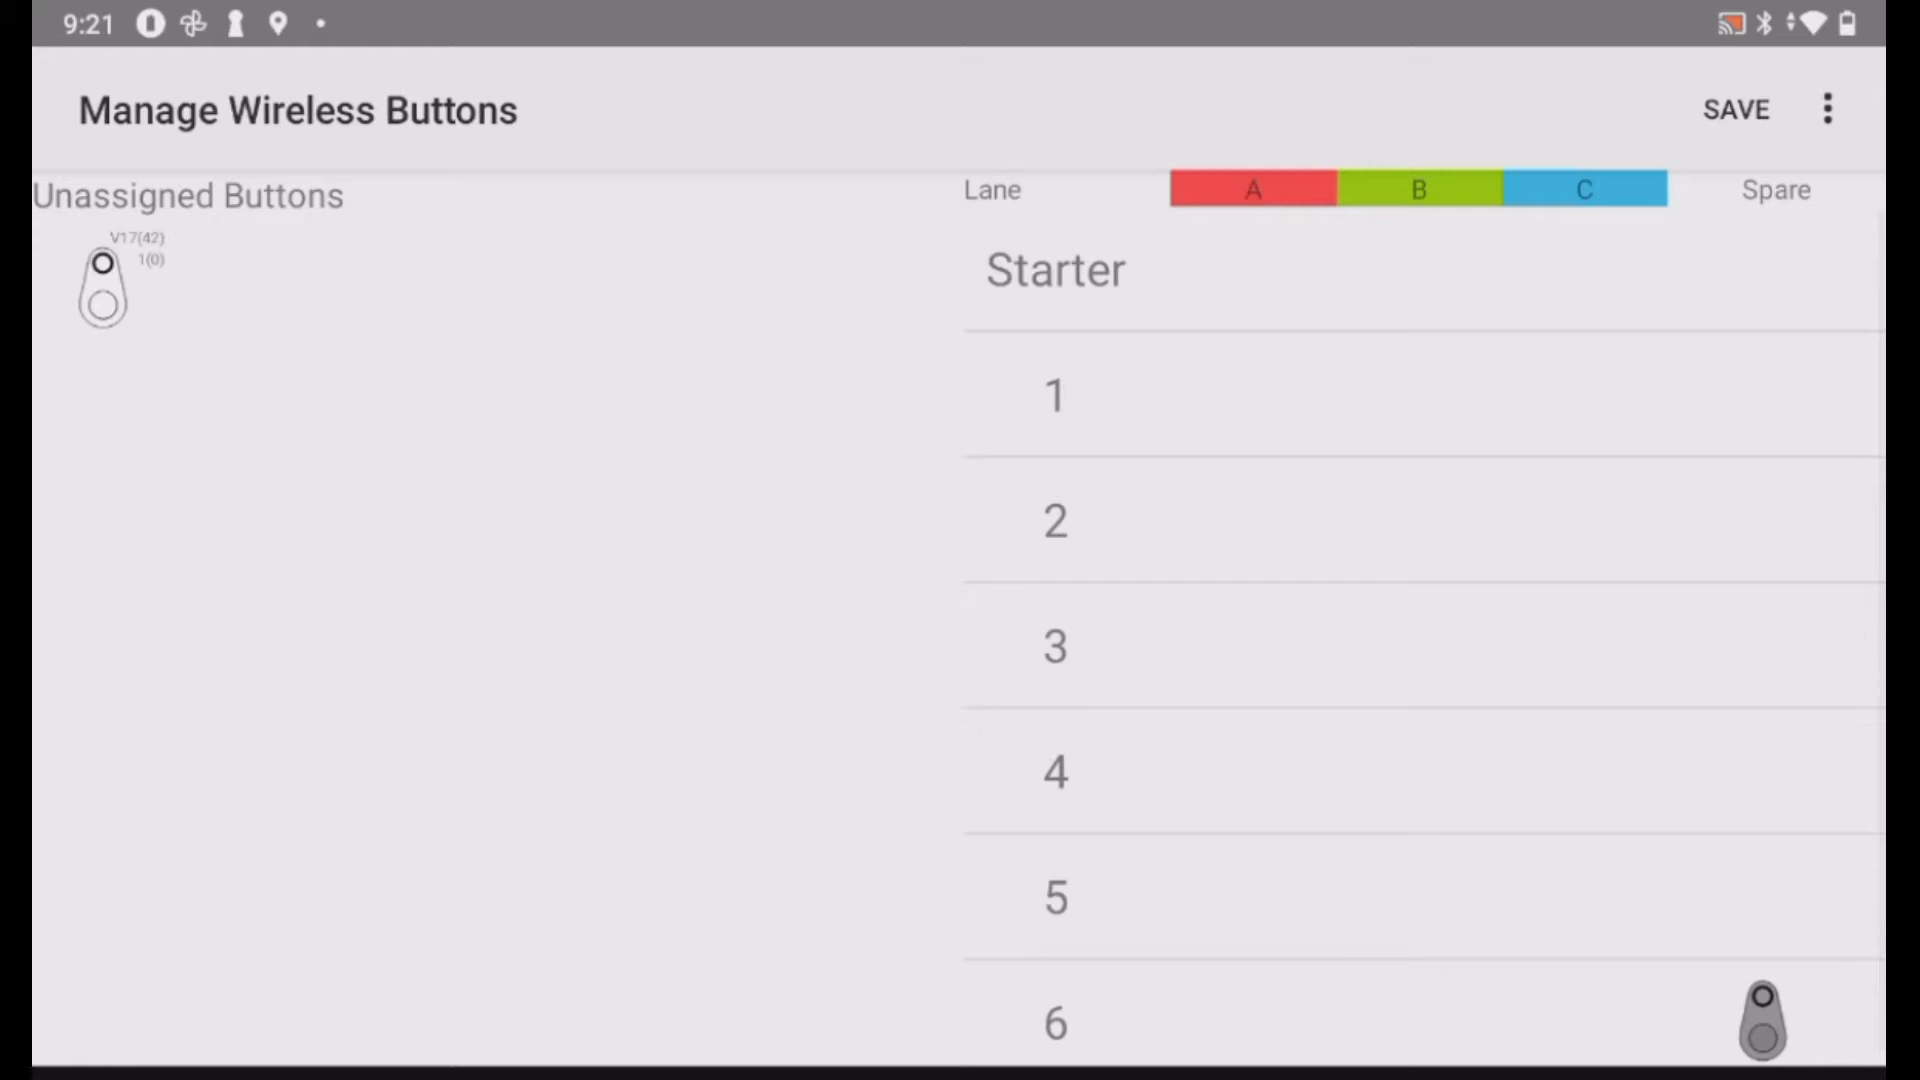 9:21
Manage Wireless Buttons
SAVE
Unassigned Buttons
V17(42)
1(0)
Lane A B C Spare
Starter
1
2
3
4
5
6